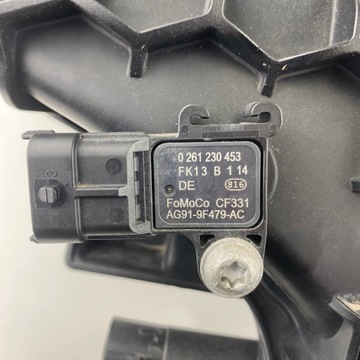 0 261 230 453
FK13 B 1 14
DE 816
FoMoCo CF331
AG91-9F479-AC